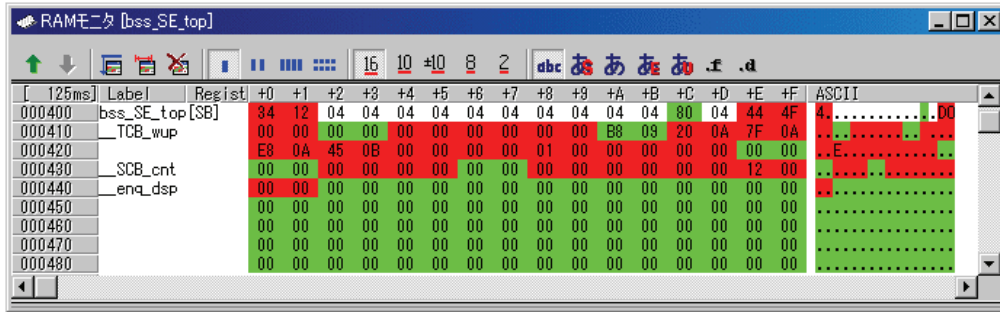 RAMモニタ [bss_SE_top]
16 10 ±10 8 2 abc あS あ あE あU .f .d
[ 125ms] Label Regist +0 +1 +2 +3 +4 +5 +6 +7 +8 +9 +A +B +C +D +E +F ASCII
000400 bss_SE_top[SB] 34 12 04 04 04 04 04 04 04 04 04 04 80 04 44 4F 4.............DO
000410 __TCB_wup 00 00 00 00 00 00 00 00 00 00 B8 09 20 0A 7F 0A ............ ...
000420 E8 0A 45 0B 00 00 00 00 01 00 00 00 00 00 00 00 ..E.............
000430 __SCB_cnt 00 00 00 00 00 00 00 00 00 00 00 00 00 00 12 00 ................
000440 __enq_dsp 00 00 00 00 00 00 00 00 00 00 00 00 00 00 00 00 ................
000450 00 00 00 00 00 00 00 00 00 00 00 00 00 00 00 00 ................
000460 00 00 00 00 00 00 00 00 00 00 00 00 00 00 00 00 ................
000470 00 00 00 00 00 00 00 00 00 00 00 00 00 00 00 00 ................
000480 00 00 00 00 00 00 00 00 00 00 00 00 00 00 00 00 ................